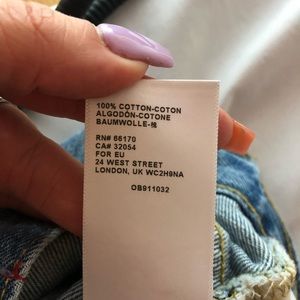 100% COTTON-COTON
ALGODÓN-COTONE
BAUMWOLLE-棉
RN# 66170
CA# 32054
FOR EU
24 WEST STREET
LONDON, UK WC2H9NA
OB911032